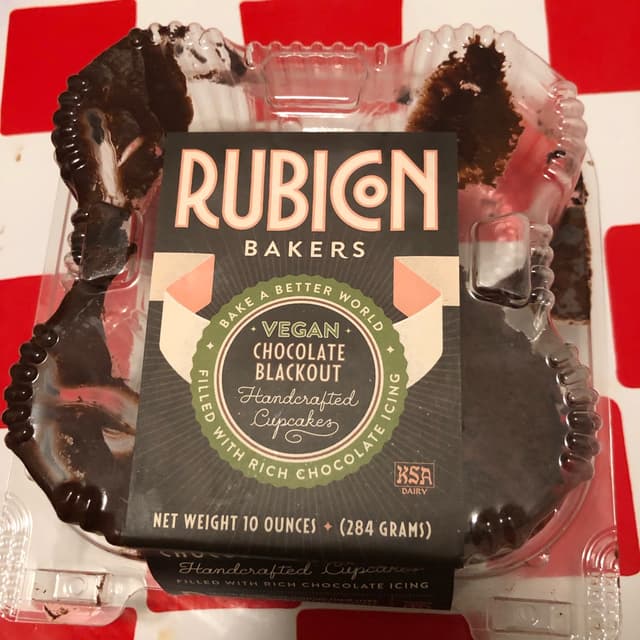 RUBICON
BAKERS
BAKE A BETTER WORLD
VEGAN
CHOCOLATE
BLACKOUT
Handcrafted
Cupcakes
FILLED WITH RICH CHOCOLATE ICING
KSA
DAIRY
NET WEIGHT 10 OUNCES (284 GRAMS)
Handcrafted Cupcakes
FILLED WITH RICH CHOCOLATE ICING